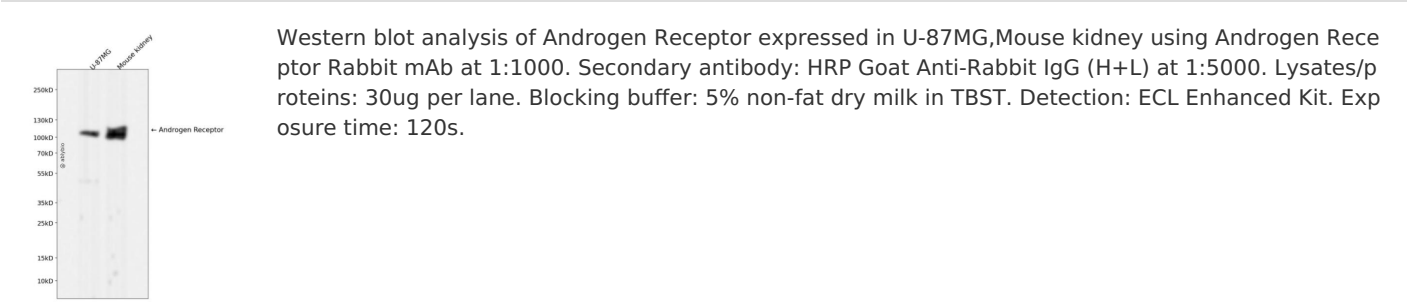 U-87MG
Mouse kidney
250kD
130kD
100kD
70kD
55kD
35kD
25kD
15kD
10kD
@ ablybio
← Androgen Receptor
Western blot analysis of Androgen Receptor expressed in U-87MG,Mouse kidney using Androgen Rece
ptor Rabbit mAb at 1:1000. Secondary antibody: HRP Goat Anti-Rabbit IgG (H+L) at 1:5000. Lysates/p
roteins: 30ug per lane. Blocking buffer: 5% non-fat dry milk in TBST. Detection: ECL Enhanced Kit. Exp
osure time: 120s.